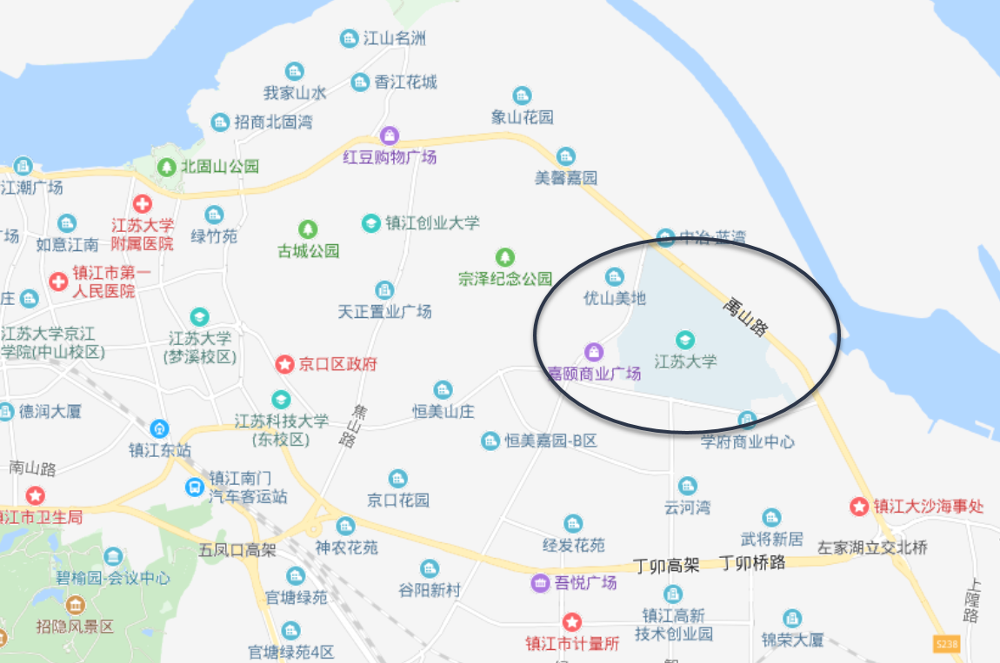 江山名洲
我家山水
香江花城
象山花园
招商北固湾
红豆购物广场
北固山公园
美馨嘉园
江潮广场
江苏大学
附属医院
绿竹苑
镇江创业大学
如意江南
古城公园
中冶·蓝湾
宗泽纪念公园
镇江市第一
人民医院
优山美地
庄
天正置业广场
禹山路
江苏大学京江
学院(中山校区)
江苏大学
(梦溪校区)
京口区政府
江苏大学
嘉颐商业广场
德润大厦
江苏科技大学
(东校区)
焦山路
恒美山庄
镇江东站
恒美嘉园-B区
学府商业中心
南山路
镇江南门
汽车客运站
京口花园
云河湾
镇江大沙海事处
镇江市卫生局
武将新居
五凤口高架
神农花苑
经发花苑
左家湖立交北桥
丁卯高架
丁卯桥路
碧榆园-会议中心
官塘绿苑
谷阳新村
吾悦广场
上隍路
招隐风景区
镇江高新
技术创业园
官塘绿苑4区
镇江市计量所
锦荣大厦
S238